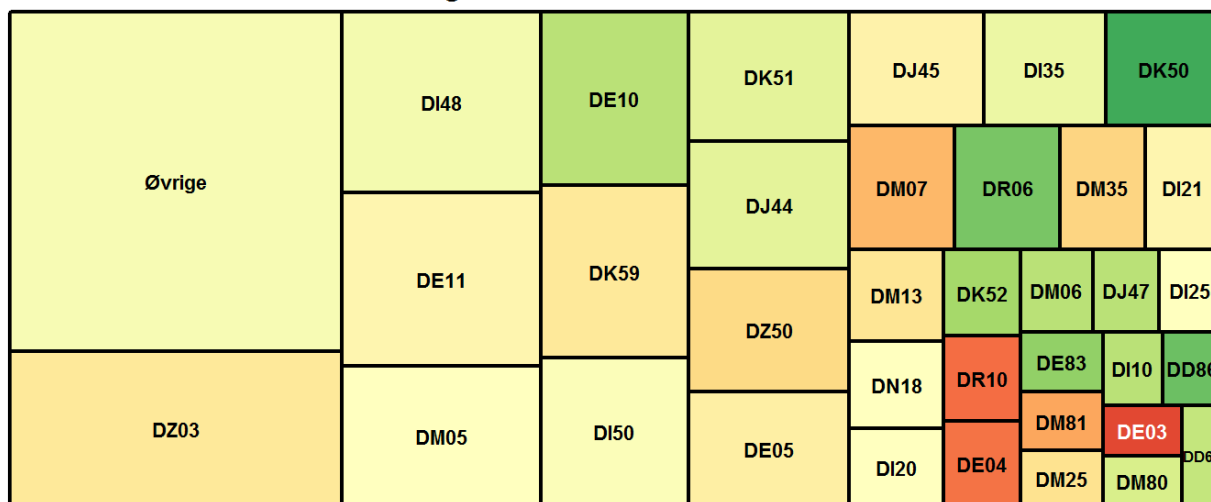 Øvrige
DZ03
DI48
DE11
DM05
DE10
DK59
DI50
DK51
DJ44
DZ50
DE05
DJ45
DI35
DK50
DM07
DR06
DM35
DI21
DM13
DN18
DI20
DK52
DR10
DE04
DM06
DJ47
DI25
DE83
DM81
DM25
DI10
DD86
DE03
DM80